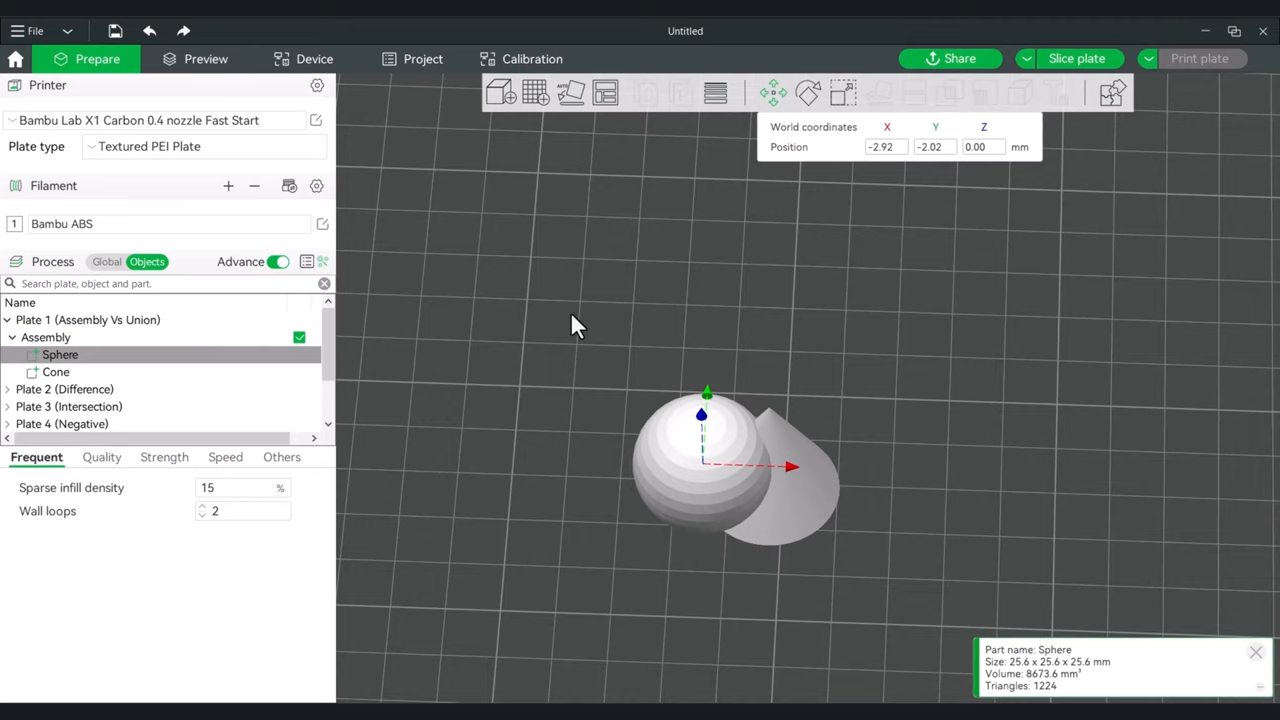 File
Untitled
Prepare
Preview
Device
Project
Calibration
Share
Slice plate
Print plate
Printer
Bambu Lab X1 Carbon 0.4 nozzle Fast Start
Plate type
Textured PEI Plate
Filament
1
Bambu ABS
Process
Global
Objects
Advance
Search plate, object and part.
Name
Plate 1 (Assembly Vs Union)
Assembly
Sphere
Cone
Plate 2 (Difference)
Plate 3 (Intersection)
Plate 4 (Negative)
Frequent
Quality
Strength
Speed
Others
Sparse infill density
15
%
Wall loops
2
AUTO
World coordinates X Y Z
Position -2.92 -2.02 0.00 mm
Part name: Sphere
Size: 25.6 x 25.6 x 25.6 mm
Volume: 8673.6 mm³
Triangles: 1224